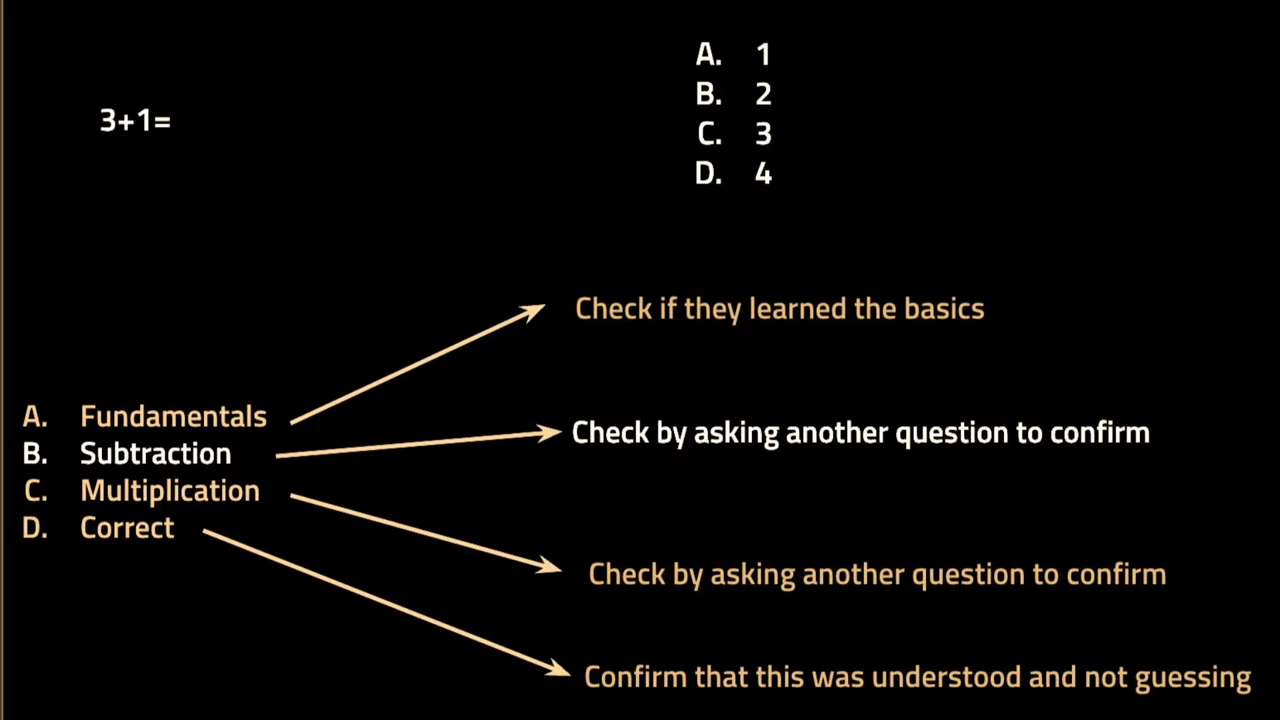 3+1=
A. 1
B. 2
C. 3
D. 4
A. Fundamentals
B. Subtraction
C. Multiplication
D. Correct
Check if they learned the basics
Check by asking another question to confirm
Check by asking another question to confirm
Confirm that this was understood and not guessing